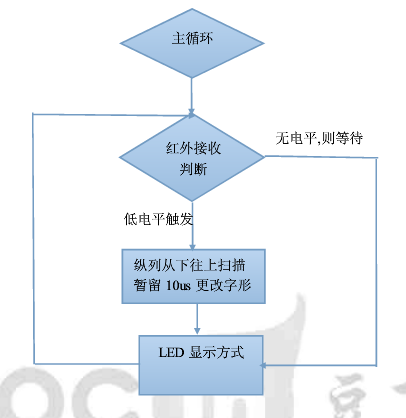 主循环
红外接收
判断
无电平,则等待
低电平触发
纵列从下往上扫描
暂留 10us 更改字形
LED 显示方式